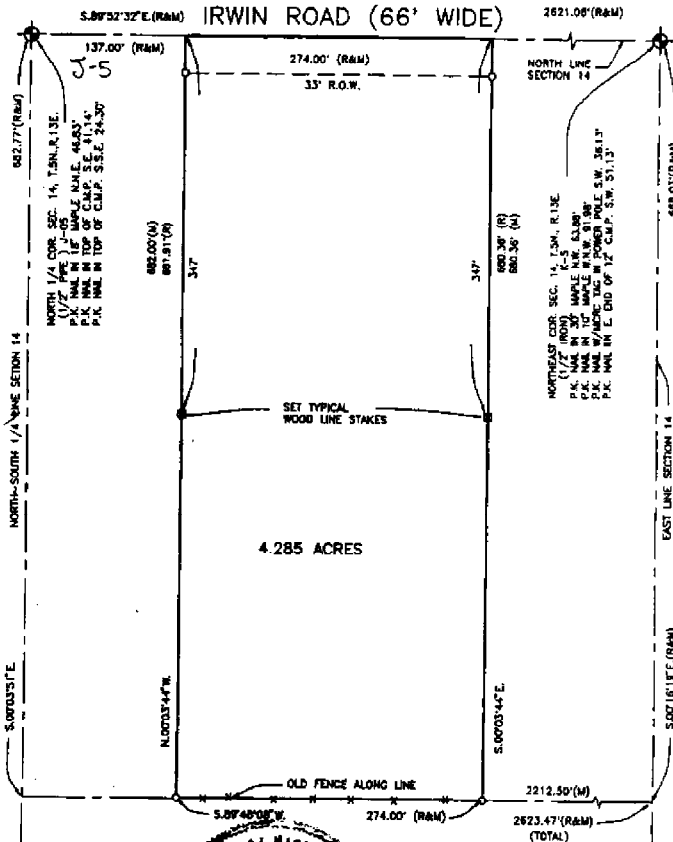 S.89°52'32"E.(R&M)
IRWIN ROAD (66' WIDE)
2621.06'(R&M)
137.00' (R&M)
J-5
274.00' (R&M)
33' R.O.W.
NORTH LINE
SECTION 14
682.77'(R&M)
NORTH 1/4 COR. SEC. 14, T.5N., R.13E.
(1/2" PIPE ) J-05
P.K. NAIL IN 18" MAPLE N.N.E. 46.83'
P.K. NAIL IN TOP OF C.M.P. S.E. 41.14'
P.K. NAIL IN TOP OF C.M.P. S.S.E. 24.30'
682.00'(M)
681.91'(R)
347'
347'
680.36' (R)
680.36' (M)
NORTHEAST COR. SEC. 14, T.5N., R.13E.
(1/2" IRON) K-5
P.K. NAIL IN 30" MAPLE N.W. 63.88'
P.K. NAIL IN 10" MAPLE W.N.W. 91.98'
P.K. NAIL W/MCRC TAG IN POWER POLE S.W. 36.13'
P.K. NAIL IN E. END OF 12" C.M.P. S.W. 51.13'
SET TYPICAL
WOOD LINE STAKES
NORTH-SOUTH 1/4 LINE SETION 14
EAST LINE SECTION 14
4.285 ACRES
S.00°03'51"E.
N.00°03'44"W.
S.00°03'44"E.
S.00°16'19"E.(R&M)
OLD FENCE ALONG LINE
S.89°48'08"W.
274.00' (R&M)
2212.50'(M)
2623.47'(R&M)
(TOTAL)